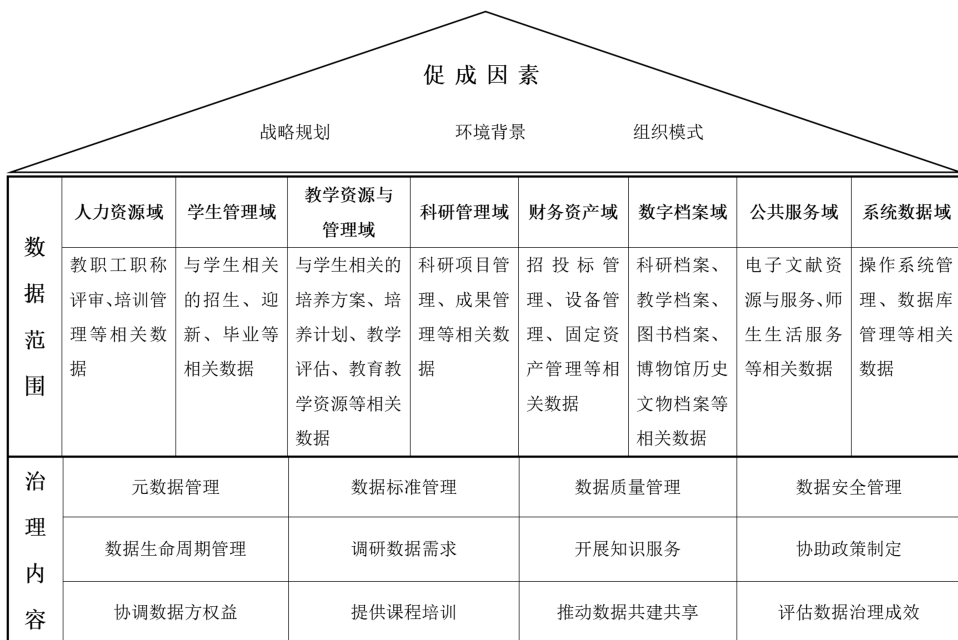 促成因素
战略规划
环境背景
组织模式
数据范围
人力资源域
学生管理域
教学资源与
管理域
科研管理域
财务资产域
数字档案域
公共服务域
系统数据域
教职工职称
评审、培训管
理等相关数
据
与学生相关
的招生、迎
新、毕业等
相关数据
与学生相关的
培养方案、培
养计划、教学
评估、教育教
学资源等相关
数据
科研项目管
理、成果管
理等相关数
据
招投标管
理、设备管
理、固定资
产管理等相
关数据
科研档案、
教学档案、
图书档案、
博物馆历史
文物档案等
相关数据
电子文献资
源与服务、师
生生活服务
等相关数据
操作系统管
理、数据库
管理等相关
数据
治理内容
元数据管理
数据标准管理
数据质量管理
数据安全管理
数据生命周期管理
调研数据需求
开展知识服务
协助政策制定
协调数据方权益
提供课程培训
推动数据共建共享
评估数据治理成效